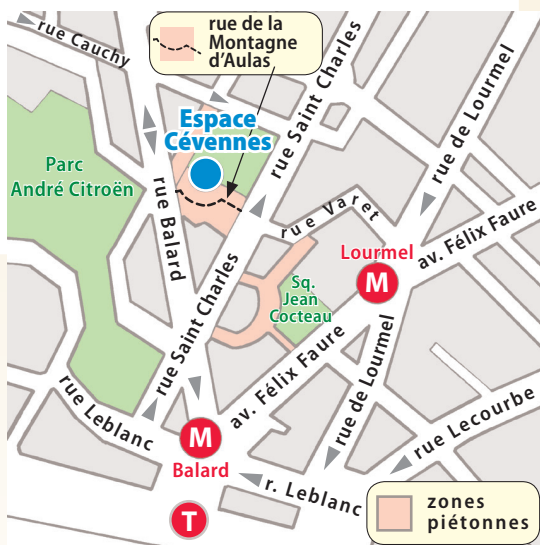 rue Cauchy
rue de la
Montagne
d'Aulas
Espace
Cévennes
rue Saint Charles
rue de Lourmel
Parc
André Citroën
rue Balard
rue Varet
Lourmel
M
av. Félix Faure
Sq.
Jean
Cocteau
rue Saint Charles
av. Félix Faure
rue de Lourmel
rue Leblanc
M
Balard
rue Lecourbe
r. Leblanc
T
zones
piétonnes